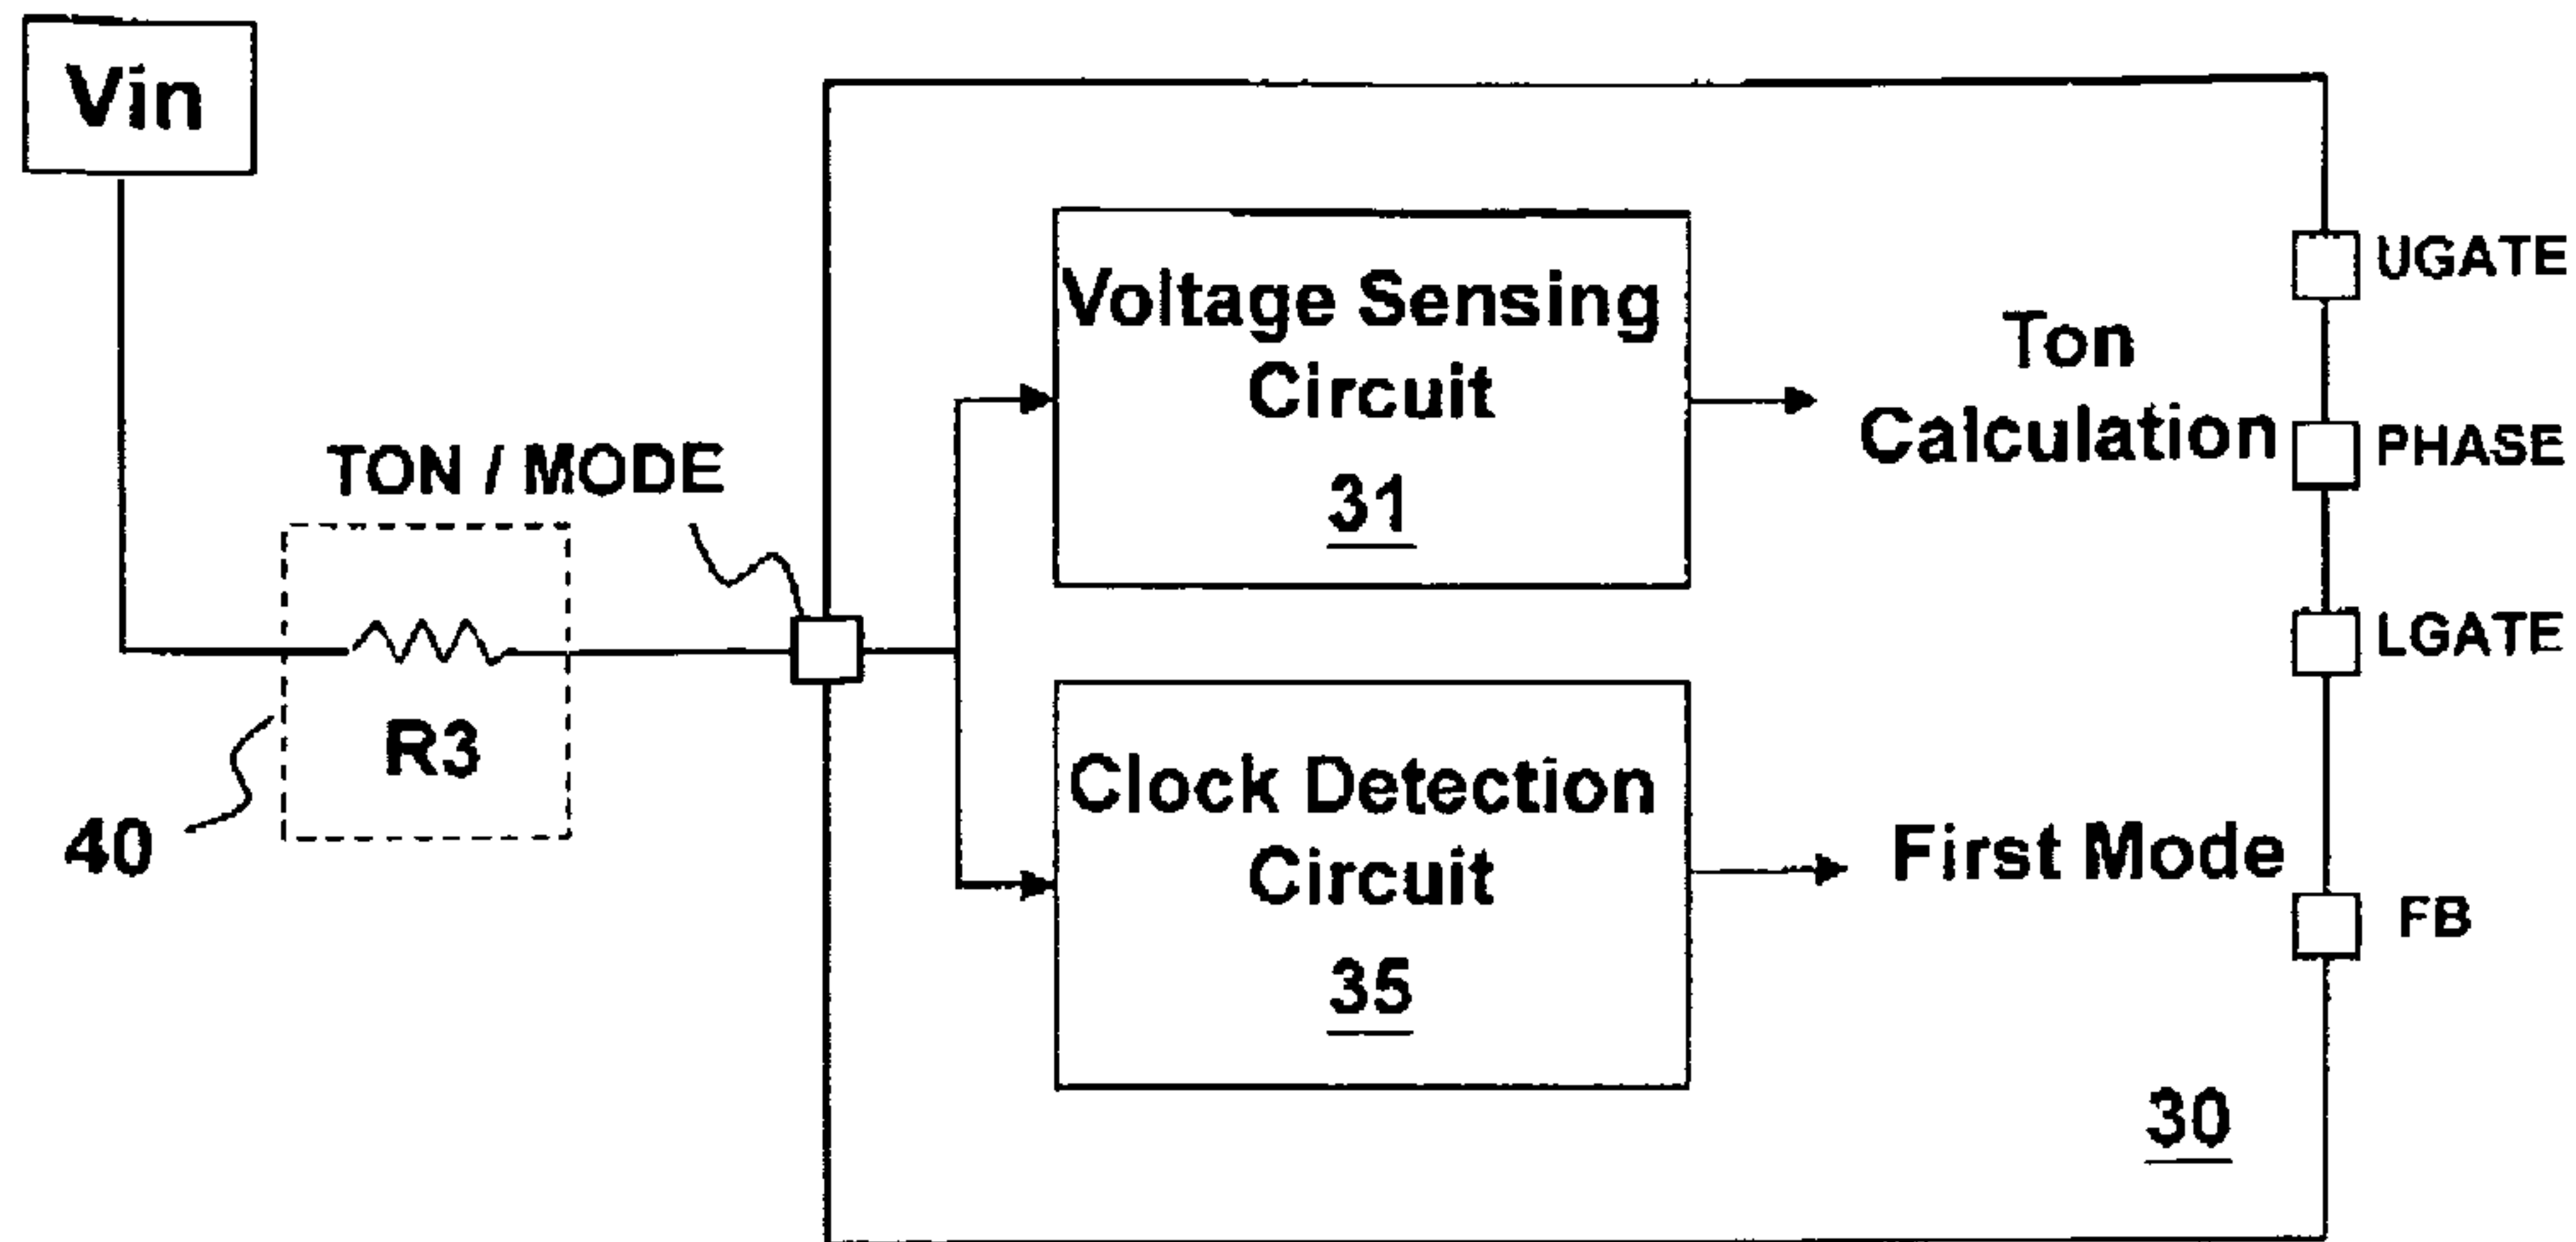 Vin
TON / MODE
R3
40
Voltage Sensing
Circuit
31
Ton
Calculation
Clock Detection
Circuit
35
First Mode
30
UGATE
PHASE
LGATE
FB